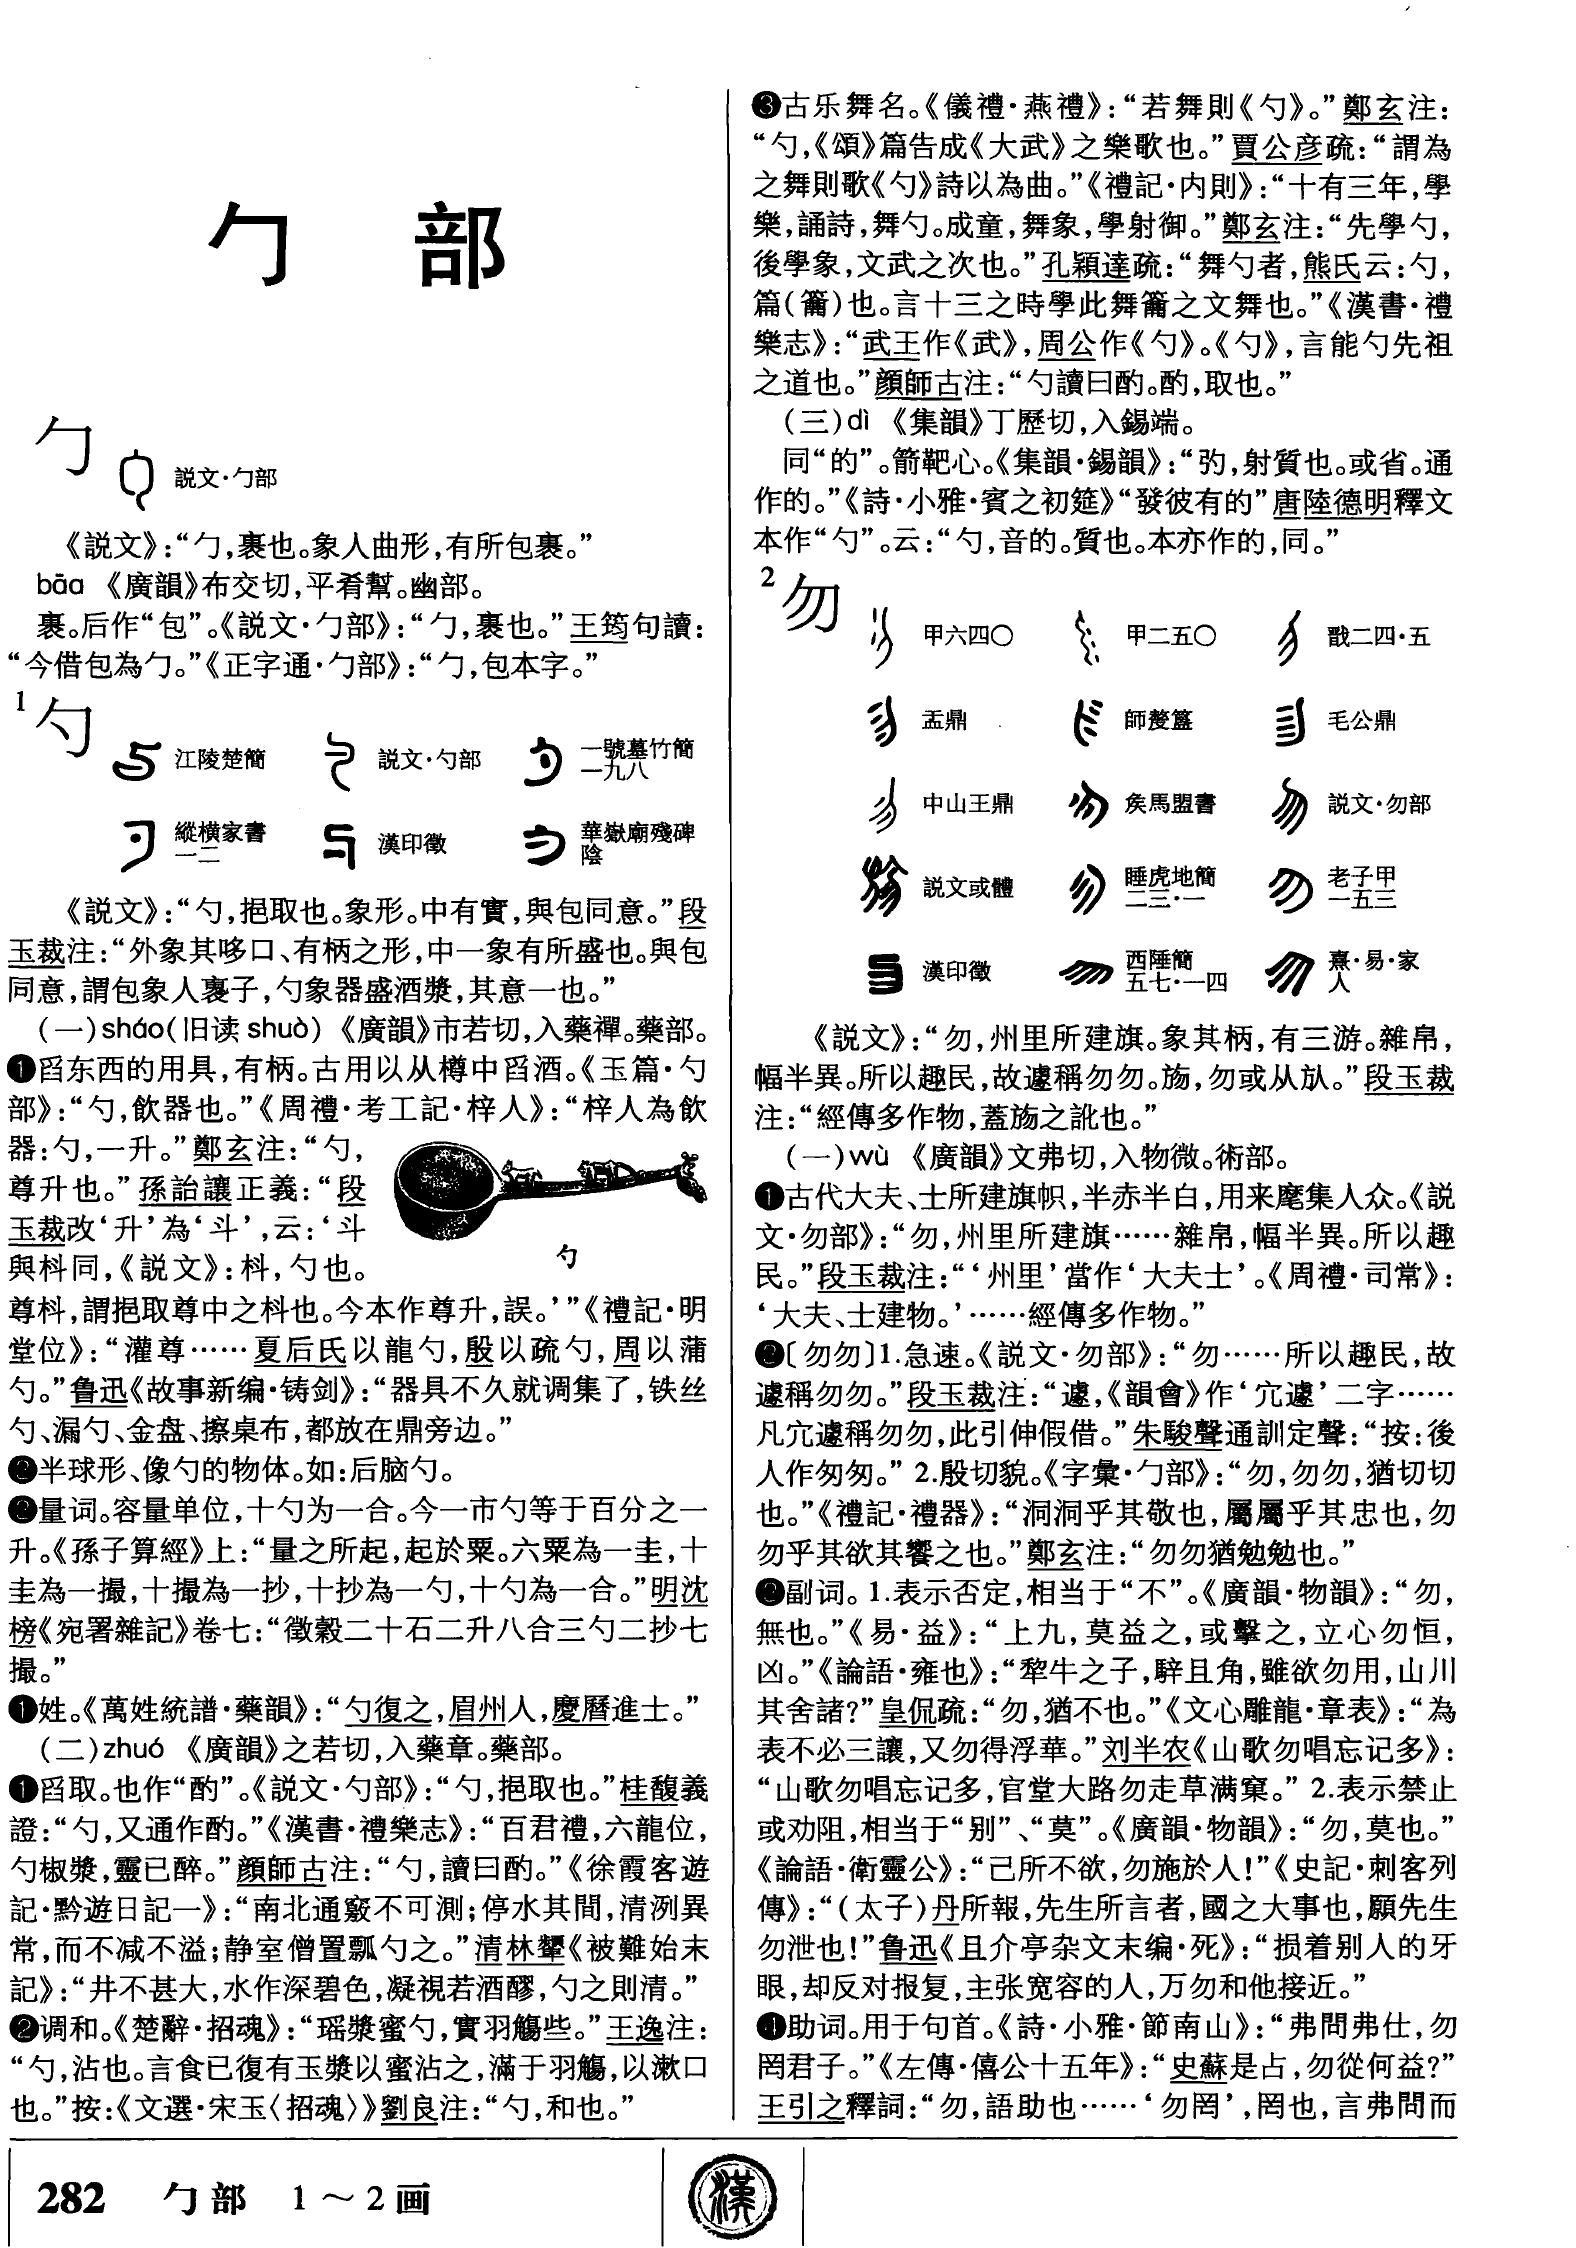 勹 部
勹
説文·勹部
《説文》：“勹，裹也。象人曲形，有所包裹。”
bāo 《廣韻》布交切，平肴幫。幽部。
裹。后作“包”。《説文·勹部》：“勹，裹也。”王筠句讀：
“今借包為勹。”《正字通·勹部》：“勹，包本字。”
1 勺
江陵楚簡 説文·勺部 一號墓竹簡一九八
縱横家書一二 漢印徵 華嶽廟殘碑陰
《説文》：“勺，挹取也。象形。中有實，與包同意。”段
玉裁注：“外象其哆口、有柄之形，中一象有所盛也。與包
同意，謂包象人裹子，勺象器盛酒漿，其意一也。”
（一）sháo（旧读 shuò） 《廣韻》市若切，入藥禪。藥部。
❶舀东西的用具，有柄。古用以从樽中舀酒。《玉篇·勺
部》：“勺，飲器也。”《周禮·考工記·梓人》：“梓人為飲
器：勺，一升。”鄭玄注：“勺，
尊升也。”孫詒讓正義：“段
玉裁改‘升’為‘斗’，云：‘斗
與枓同，《説文》：枓，勺也。
勺
尊枓，謂挹取尊中之枓也。今本作尊升，誤。’”《禮記·明
堂位》：“灌尊……夏后氏以龍勺，殷以疏勺，周以蒲
勺。”鲁迅《故事新编·铸剑》：“器具不久就调集了，铁丝
勺、漏勺、金盘、擦桌布，都放在鼎旁边。”
❷半球形、像勺的物体。如：后脑勺。
❷量词。容量单位，十勺为一合。今一市勺等于百分之一
升。《孫子算經》上：“量之所起，起於粟。六粟為一圭，十
圭為一撮，十撮為一抄，十抄為一勺，十勺為一合。”明沈
榜《宛署雜記》卷七：“徵穀二十石二升八合三勺二抄七
撮。”
❶姓。《萬姓統譜·藥韻》：“勺復之，眉州人，慶曆進士。”
（二）zhuó 《廣韻》之若切，入藥章。藥部。
❶舀取。也作“酌”。《説文·勺部》：“勺，挹取也。”桂馥義
證：“勺，又通作酌。”《漢書·禮樂志》：“百君禮，六龍位，
勺椒漿，靈已醉。”顔師古注：“勺，讀曰酌。”《徐霞客遊
記·黔遊日記一》：“南北通竅不可測；停水其間，清洌異
常，而不减不溢；静室僧置瓢勺之。”清林犟《被難始末
記》：“井不甚大，水作深碧色，凝視若酒醪，勺之則清。”
❷调和。《楚辭·招魂》：“瑶漿蜜勺，實羽觴些。”王逸注：
“勺，沾也。言食已復有玉漿以蜜沾之，滿于羽觴，以漱口
也。”按：《文選·宋玉〈招魂〉》劉良注：“勺，和也。”
❸古乐舞名。《儀禮·燕禮》：“若舞則《勺》。”鄭玄注：
“勺，《頌》篇告成《大武》之樂歌也。”賈公彦疏：“謂為
之舞則歌《勺》詩以為曲。”《禮記·内則》：“十有三年，學
樂，誦詩，舞勺。成童，舞象，學射御。”鄭玄注：“先學勺，
後學象，文武之次也。”孔穎達疏：“舞勺者，熊氏云：勺，
篇（籥）也。言十三之時學此舞籥之文舞也。”《漢書·禮
樂志》：“武王作《武》，周公作《勺》。《勺》，言能勺先祖
之道也。”顔師古注：“勺讀曰酌。酌，取也。”
（三）dì 《集韻》丁歷切，入錫端。
同“的”。箭靶心。《集韻·錫韻》：“㢩，射質也。或省。通
作的。”《詩·小雅·賓之初筵》“發彼有的”唐陸德明釋文
本作“勺”。云：“勺，音的。質也。本亦作的，同。”
2 勿
甲六四〇 甲二五〇 戩二四·五
盂鼎 師𠭰簋 毛公鼎
中山王鼎 矦馬盟書 説文·勿部
説文或體 睡虎地簡二三·一 老子甲一五三
漢印徵 西陲簡五七·一四 熹·易·家人
《説文》：“勿，州里所建旗。象其柄，有三游。雜帛，
幅半異。所以趣民，故遽稱勿勿。㫚，勿或从㫃。”段玉裁
注：“經傳多作物，蓋㫚之訛也。”
（一）wù 《廣韻》文弗切，入物微。術部。
❶古代大夫、士所建旗帜，半赤半白，用来麾集人众。《説
文·勿部》：“勿，州里所建旗……雜帛，幅半異。所以趣
民。”段玉裁注：“‘州里’當作‘大夫士’。《周禮·司常》：
‘大夫、士建物。’……經傳多作物。”
❷〔勿勿〕1.急速。《説文·勿部》：“勿……所以趣民，故
遽稱勿勿。”段玉裁注：“遽，《韻會》作‘宂遽’二字……
凡宂遽稱勿勿，此引伸假借。”朱駿聲通訓定聲：“按：後
人作匆匆。” 2.殷切貌。《字彙·勹部》：“勿，勿勿，猶切切
也。”《禮記·禮器》：“洞洞乎其敬也，屬屬乎其忠也，勿
勿乎其欲其饗之也。”鄭玄注：“勿勿猶勉勉也。”
❷副词。1.表示否定，相当于“不”。《廣韻·物韻》：“勿，
無也。”《易·益》：“上九，莫益之，或擊之，立心勿恒，
凶。”《論語·雍也》：“犂牛之子，騂且角，雖欲勿用，山川
其舍諸？”皇侃疏：“勿，猶不也。”《文心雕龍·章表》：“為
表不必三讓，又勿得浮華。”刘半农《山歌勿唱忘记多》：
“山歌勿唱忘记多，官堂大路勿走草满窠。” 2.表示禁止
或劝阻，相当于“别”、“莫”。《廣韻·物韻》：“勿，莫也。”
《論語·衛靈公》：“己所不欲，勿施於人！”《史記·刺客列
傳》：“（太子）丹所報，先生所言者，國之大事也，願先生
勿泄也！”鲁迅《且介亭杂文末编·死》：“损着别人的牙
眼，却反对报复，主张宽容的人，万勿和他接近。”
❹助词。用于句首。《詩·小雅·節南山》：“弗問弗仕，勿
罔君子。”《左傳·僖公十五年》：“史蘇是占，勿從何益？”
王引之釋詞：“勿，語助也……‘勿罔’，罔也，言弗問而
282 勹部 1～2画
漢